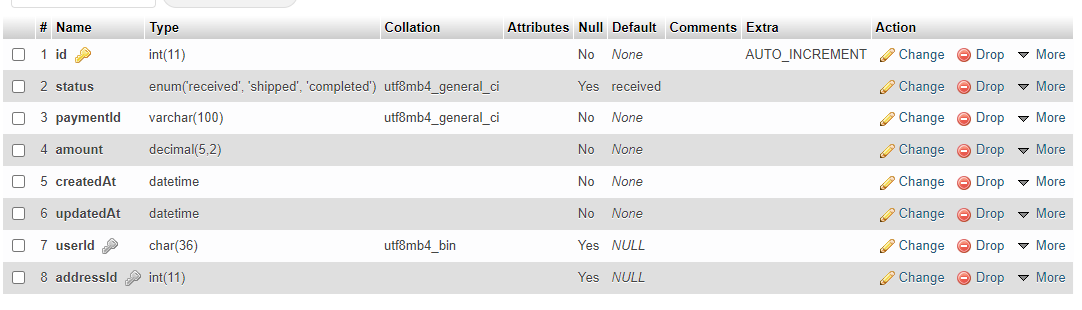 # Name Type Collation Attributes Null Default Comments Extra Action
1 id int(11) No None AUTO_INCREMENT Change Drop More
2 status enum('received', 'shipped', 'completed') utf8mb4_general_ci Yes received Change Drop More
3 paymentId varchar(100) utf8mb4_general_ci No None Change Drop More
4 amount decimal(5,2) No None Change Drop More
5 createdAt datetime No None Change Drop More
6 updatedAt datetime No None Change Drop More
7 userId char(36) utf8mb4_bin Yes NULL Change Drop More
8 addressId int(11) Yes NULL Change Drop More